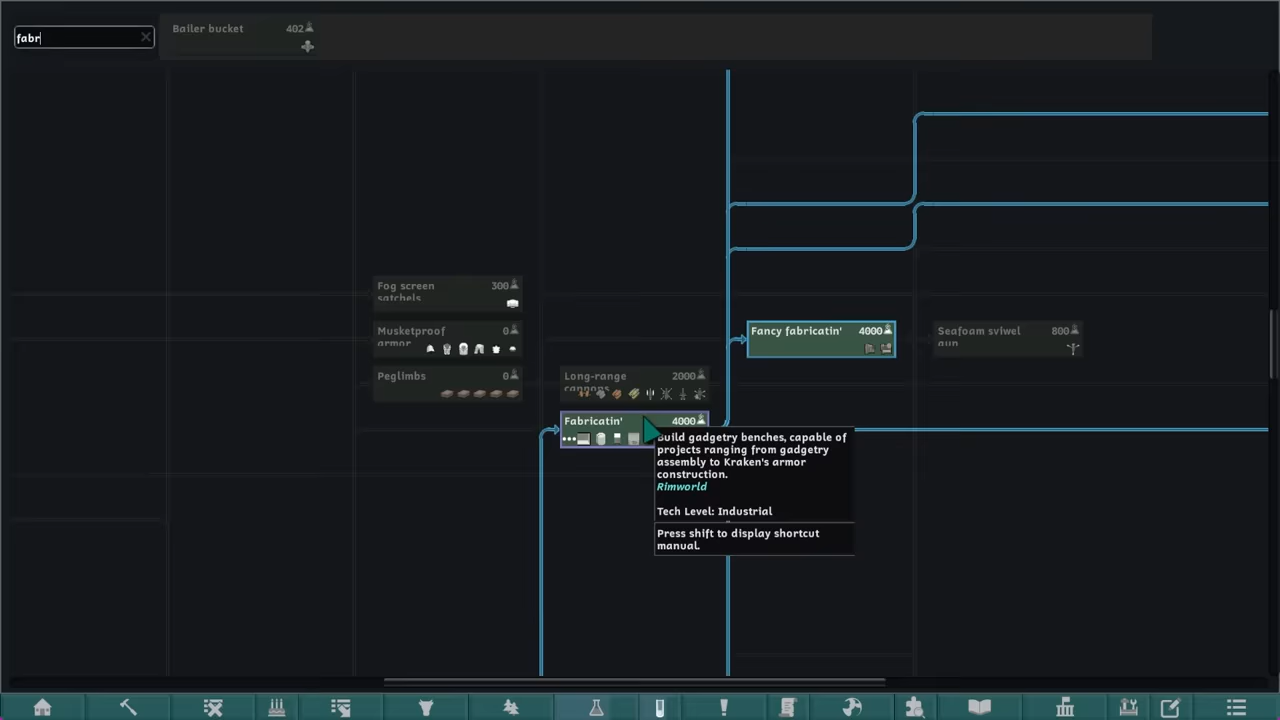 fabr
Bailer bucket 402
Fog screen 300
satchels
Musketproof 0
armor
Peglimbs 0
Long-range 2000
cannons
Fabricatin' 4000
Fancy fabricatin' 4000
Seafoam sviwel 800
gun
Build gadgetry benches, capable of
projects ranging from gadgetry
assembly to Kraken's armor
construction.
Rimworld
Tech Level: Industrial
Press shift to display shortcut
manual.